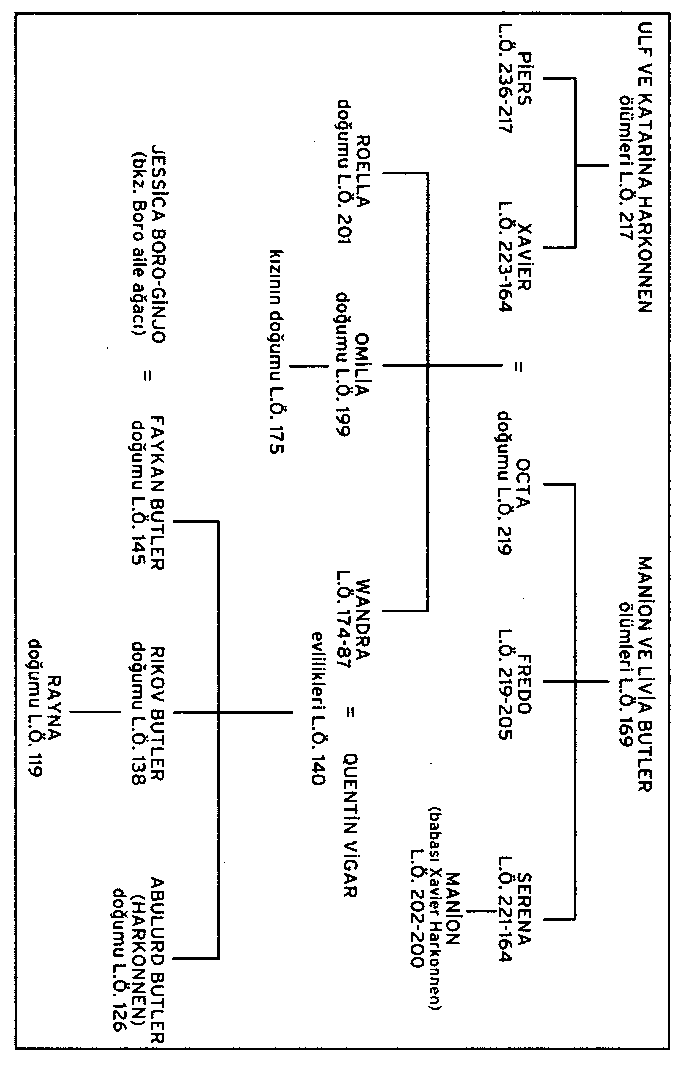 ULF VE KATARİNA HARKONNEN
ölümleri L.Ö. 217
MANİON VE LİVİA BUTLER
ölümleri L.Ö. 169
PİERS
L.Ö. 236-217
XAVİER
L.Ö. 223-164
=
OCTA
doğumu L.Ö. 219
FREDO
L.Ö. 219-205
SERENA
L.Ö. 221-164
MANİON
(babası Xavier Harkonnen)
L.Ö. 202-200
ROELLA
doğumu L.Ö. 201
OMİLİA
doğumu L.Ö. 199
WANDRA
L.Ö. 174-87
=
QUENTİN VİGAR
evlilikleri L.Ö. 140
kızının doğumu L.Ö. 175
JESSİCA BORO-GİNJO
(bkz. Boro aile ağacı)
=
FAYKAN BUTLER
doğumu L.Ö. 145
RIKOV BUTLER
doğumu L.Ö. 138
ABULURD BUTLER
(HARKONNEN)
doğumu L.Ö. 126
RAYNA
doğumu L.Ö. 119